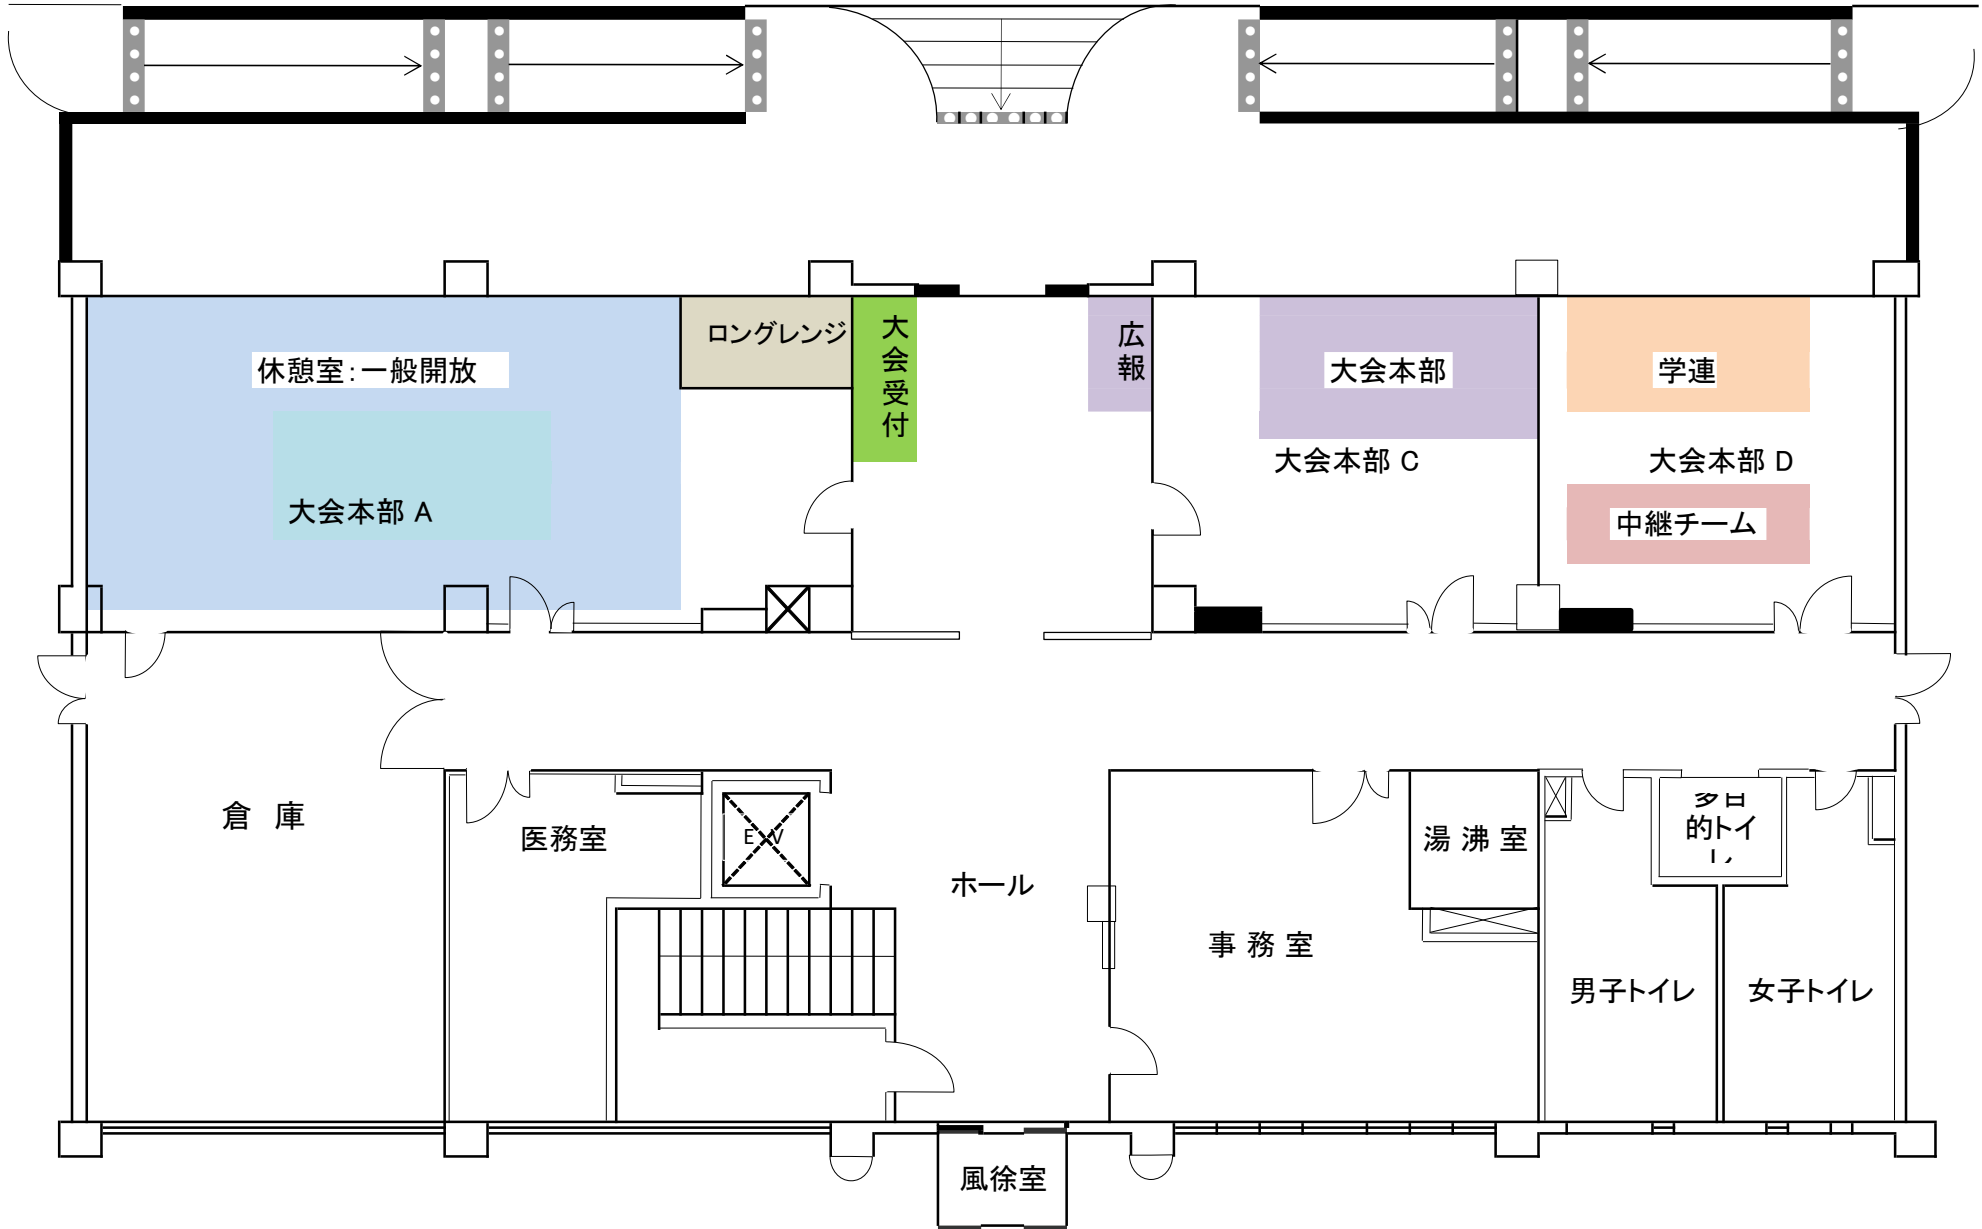 ロングレンジ
大会受付
広報
休憩室：一般開放
大会本部
学連
大会本部 C
大会本部 D
大会本部 A
中継チーム
倉 庫
医務室
E V
ホール
湯 沸 室
多目
的トイ
レ
事 務 室
男子トイレ
女子トイレ
風徐室